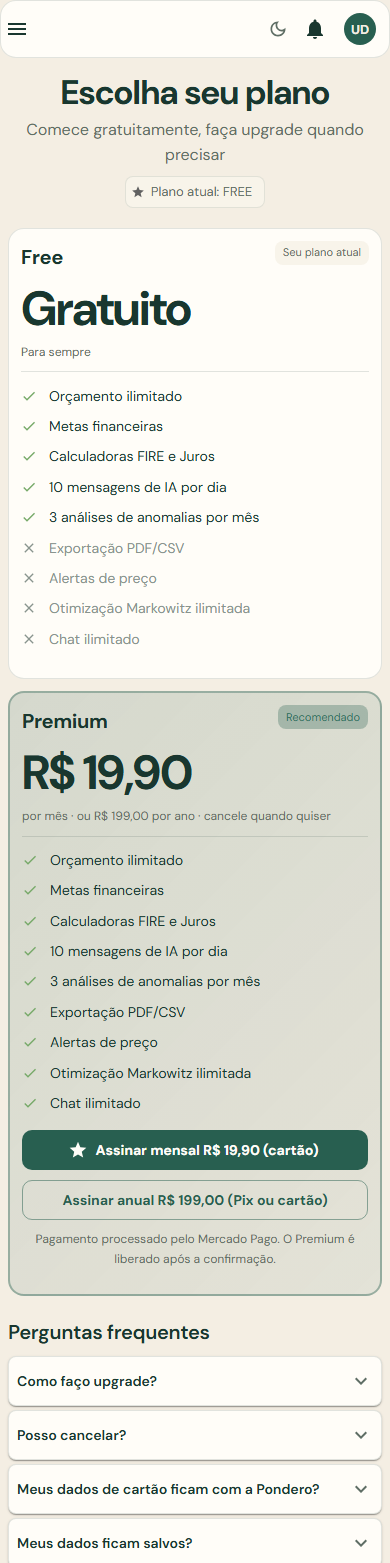 UD
Escolha seu plano
Comece gratuitamente, faça upgrade quando
precisar
Plano atual: FREE
Free
Seu plano atual
Gratuito
Para sempre
Orçamento ilimitado
Metas financeiras
Calculadoras FIRE e Juros
10 mensagens de IA por dia
3 análises de anomalias por mês
Exportação PDF/CSV
Alertas de preço
Otimização Markowitz ilimitada
Chat ilimitado
Premium
Recomendado
R$ 19,90
por mês · ou R$ 199,00 por ano · cancele quando quiser
Orçamento ilimitado
Metas financeiras
Calculadoras FIRE e Juros
10 mensagens de IA por dia
3 análises de anomalias por mês
Exportação PDF/CSV
Alertas de preço
Otimização Markowitz ilimitada
Chat ilimitado
Assinar mensal R$ 19,90 (cartão)
Assinar anual R$ 199,00 (Pix ou cartão)
Pagamento processado pelo Mercado Pago. O Premium é
liberado após a confirmação.
Perguntas frequentes
Como faço upgrade?
Posso cancelar?
Meus dados de cartão ficam com a Pondero?
Meus dados ficam salvos?